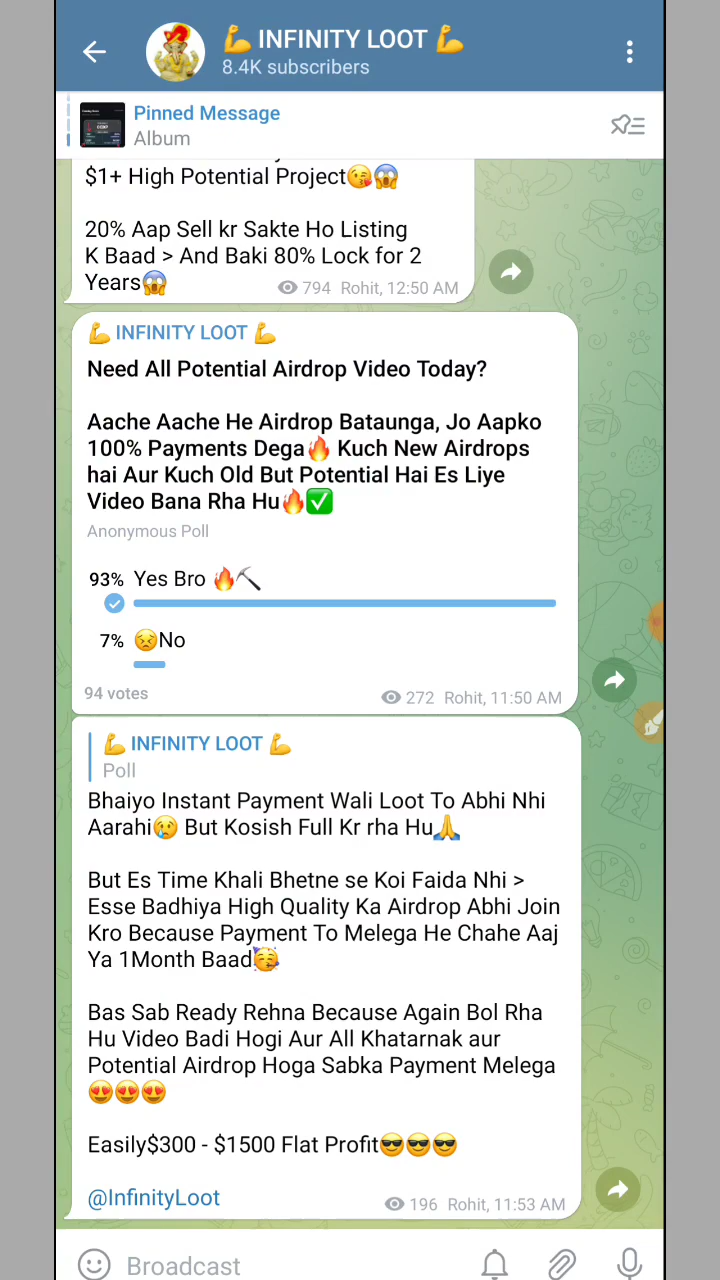 💪 INFINITY LOOT 💪
8.4K subscribers
Pinned Message
Album
$1+ High Potential Project😘😱
20% Aap Sell kr Sakte Ho Listing
K Baad > And Baki 80% Lock for 2
Years😱
794 Rohit, 12:50 AM
💪 INFINITY LOOT 💪
Need All Potential Airdrop Video Today?
Aache Aache He Airdrop Bataunga, Jo Aapko
100% Payments Dega🔥 Kuch New Airdrops
hai Aur Kuch Old But Potential Hai Es Liye
Video Bana Rha Hu🔥✅
Anonymous Poll
93% Yes Bro 🔥⛏
7% 😣No
94 votes
272 Rohit, 11:50 AM
💪 INFINITY LOOT 💪
Poll
Bhaiyo Instant Payment Wali Loot To Abhi Nhi
Aarahi😢 But Kosish Full Kr rha Hu🙏
But Es Time Khali Bhetne se Koi Faida Nhi >
Esse Badhiya High Quality Ka Airdrop Abhi Join
Kro Because Payment To Melega He Chahe Aaj
Ya 1Month Baad🥳
Bas Sab Ready Rehna Because Again Bol Rha
Hu Video Badi Hogi Aur All Khatarnak aur
Potential Airdrop Hoga Sabka Payment Melega
😍😍😍
Easily$300 - $1500 Flat Profit😎😎😎
@InfinityLoot
196 Rohit, 11:53 AM
Broadcast